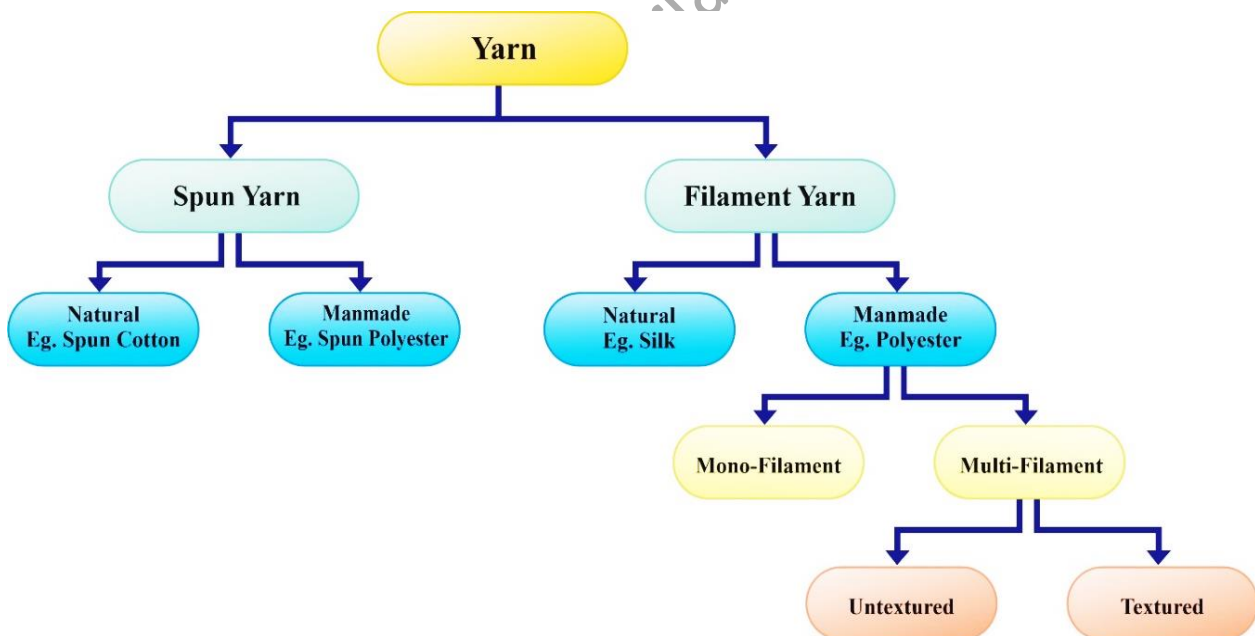 Yarn
Spun Yarn
Filament Yarn
Natural
Eg. Spun Cotton
Manmade
Eg. Spun Polyester
Natural
Eg. Silk
Manmade
Eg. Polyester
Mono-Filament
Multi-Filament
Untextured
Textured